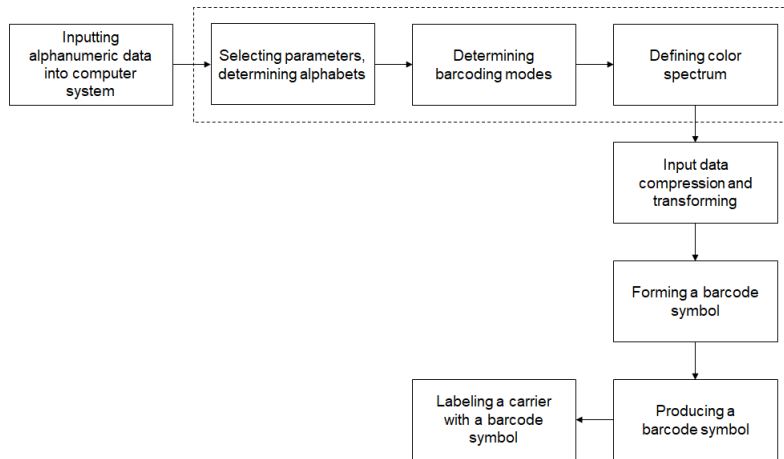 Inputting
alphanumeric data
into computer
system
Selecting parameters,
determining alphabets
Determining
barcoding modes
Defining color
spectrum
Input data
compression and
transforming
Forming a barcode
symbol
Producing a
barcode symbol
Labeling a carrier
with a barcode
symbol